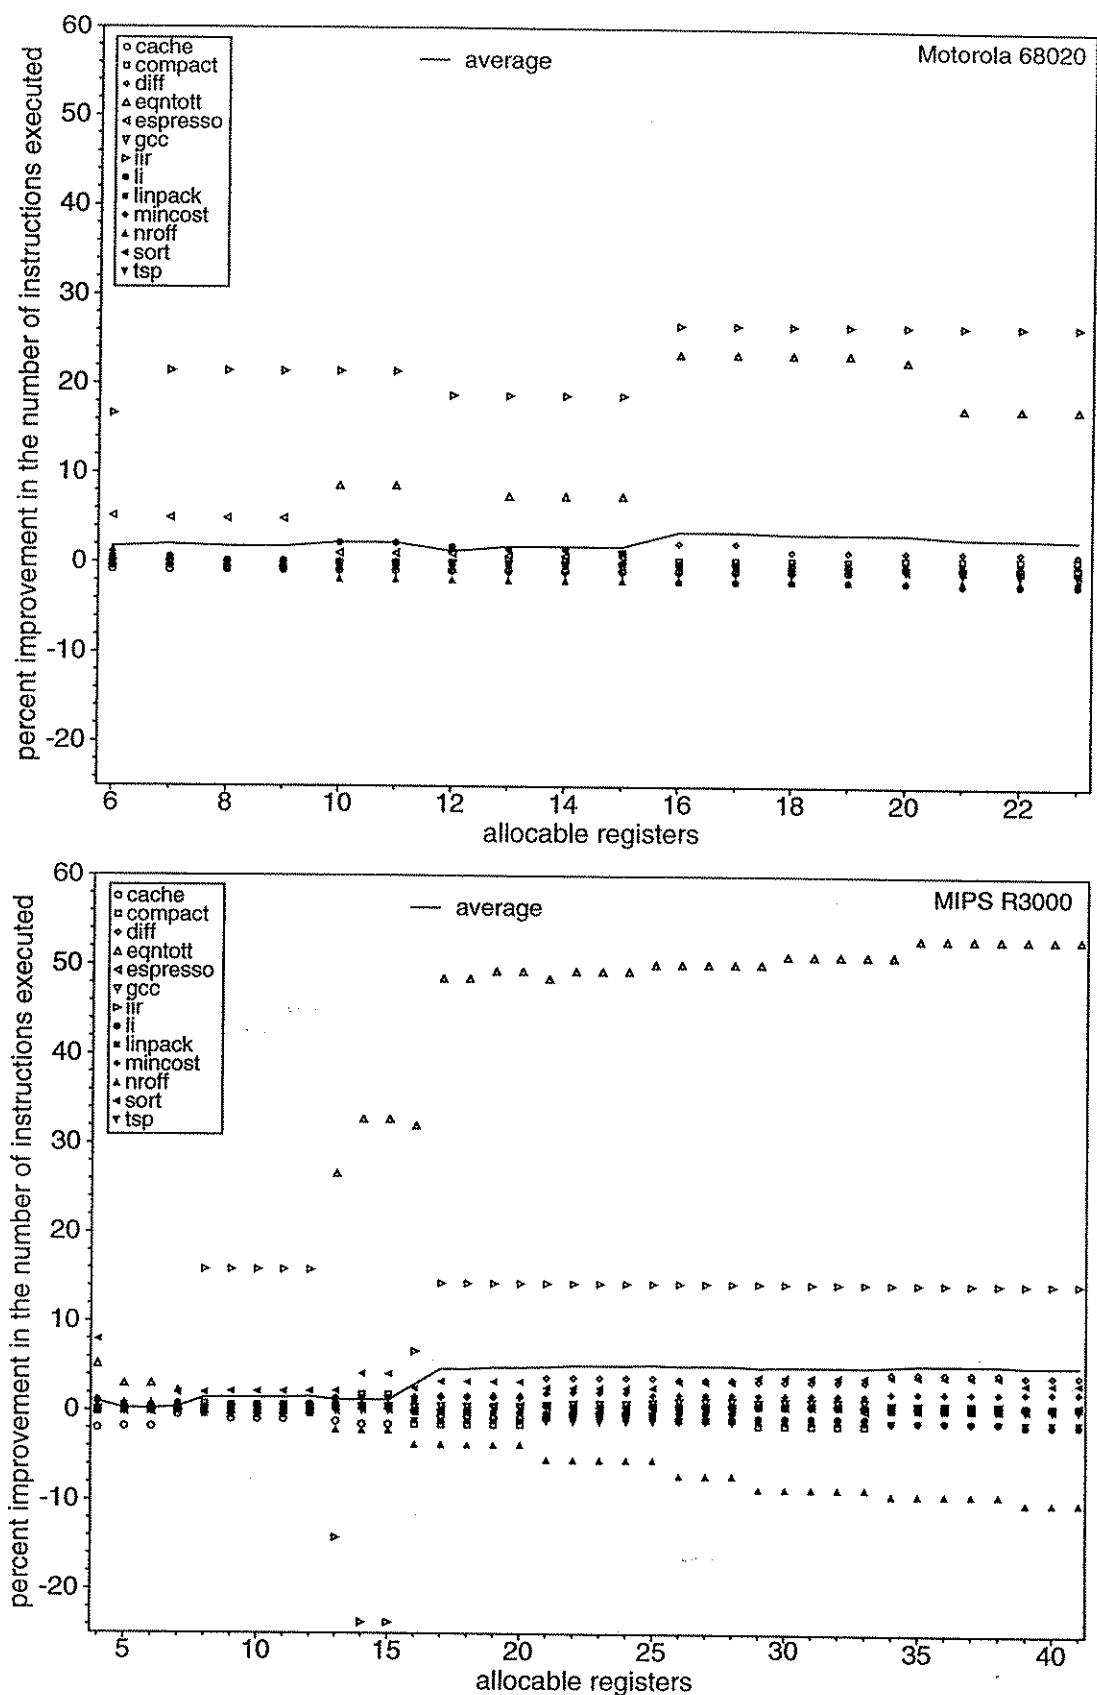 percent improvement in the number of instructions executed
60
50
40
30
20
10
0
-10
-20
cache
compact
diff
eqntott
espresso
gcc
iir
li
linpack
mincost
nroff
sort
tsp
average
Motorola 68020
6
8
10
12
14
16
18
20
22
allocable registers
percent improvement in the number of instructions executed
60
50
40
30
20
10
0
-10
-20
cache
compact
diff
eqntott
espresso
gcc
iir
li
linpack
mincost
nroff
sort
tsp
average
MIPS R3000
5
10
15
20
25
30
35
40
allocable registers